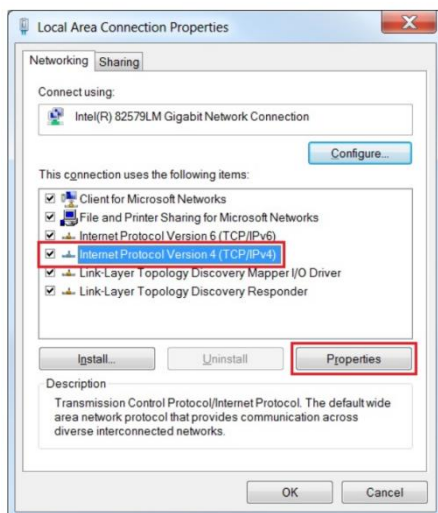 Local Area Connection Properties
Networking
Sharing
Connect using:
Intel(R) 82579LM Gigabit Network Connection
Configure...
This connection uses the following items:
Client for Microsoft Networks
File and Printer Sharing for Microsoft Networks
Internet Protocol Version 6 (TCP/IPv6)
Internet Protocol Version 4 (TCP/IPv4)
Link-Layer Topology Discovery Mapper I/O Driver
Link-Layer Topology Discovery Responder
Install...
Uninstall
Properties
Description
Transmission Control Protocol/Internet Protocol. The default wide
area network protocol that provides communication across
diverse interconnected networks.
OK
Cancel